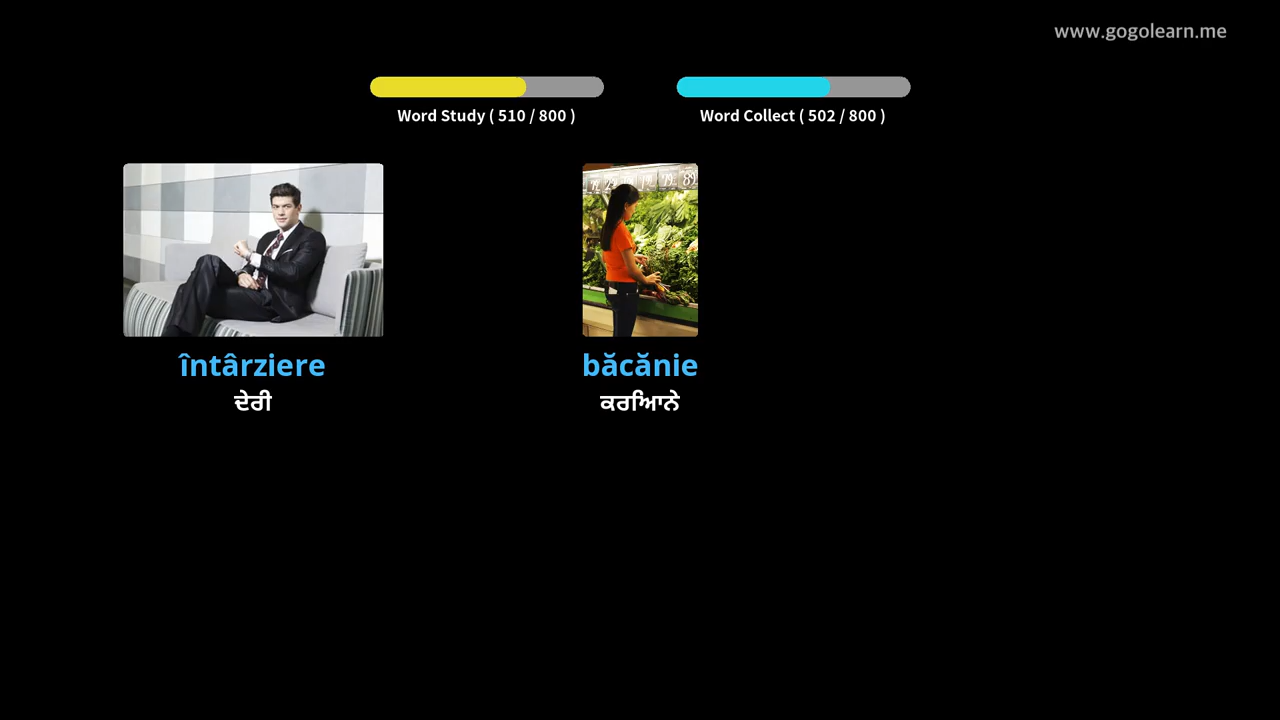 www.gogolearn.me
Word Study ( 510 / 800 )
Word Collect ( 502 / 800 )
întârziere
ਦੇਰੀ
băcănie
ਕਰਿਆਨੇ